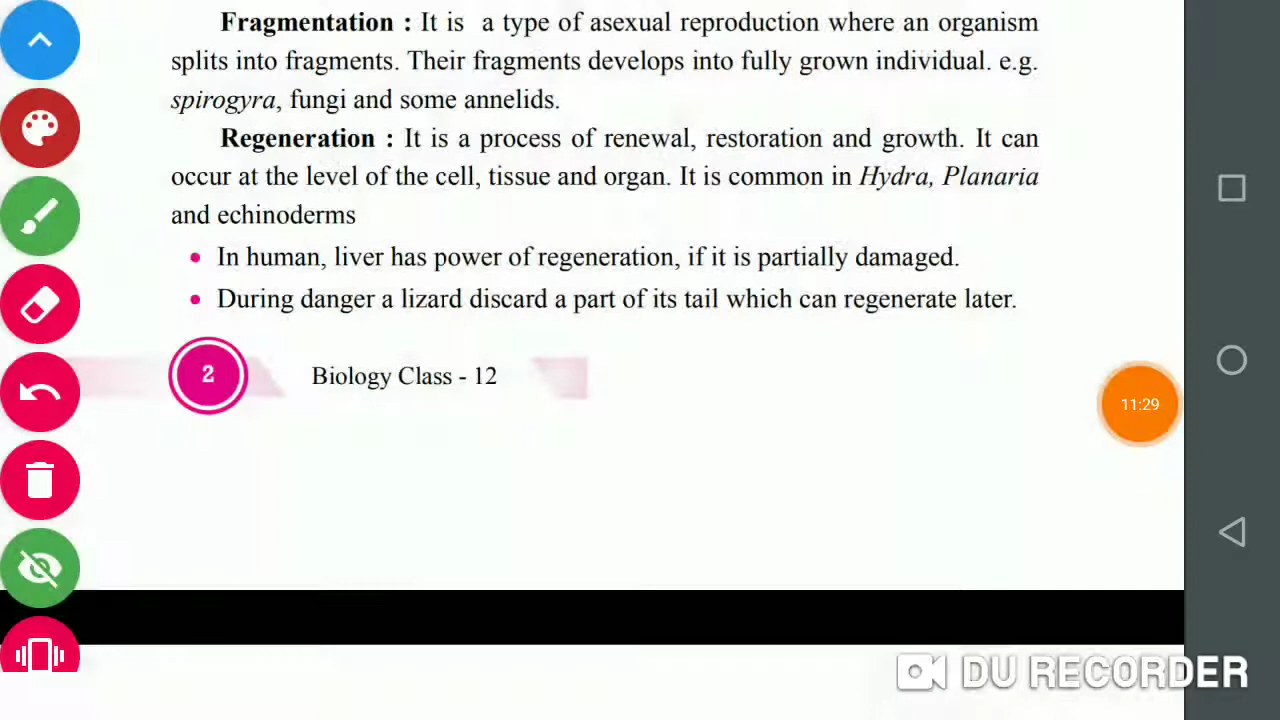 Fragmentation : It is a type of asexual reproduction where an organism
splits into fragments. Their fragments develops into fully grown individual. e.g.
spirogyra, fungi and some annelids.
Regeneration : It is a process of renewal, restoration and growth. It can
occur at the level of the cell, tissue and organ. It is common in Hydra, Planaria
and echinoderms
• In human, liver has power of regeneration, if it is partially damaged.
• During danger a lizard discard a part of its tail which can regenerate later.
2 Biology Class - 12
11:29
DU RECORDER